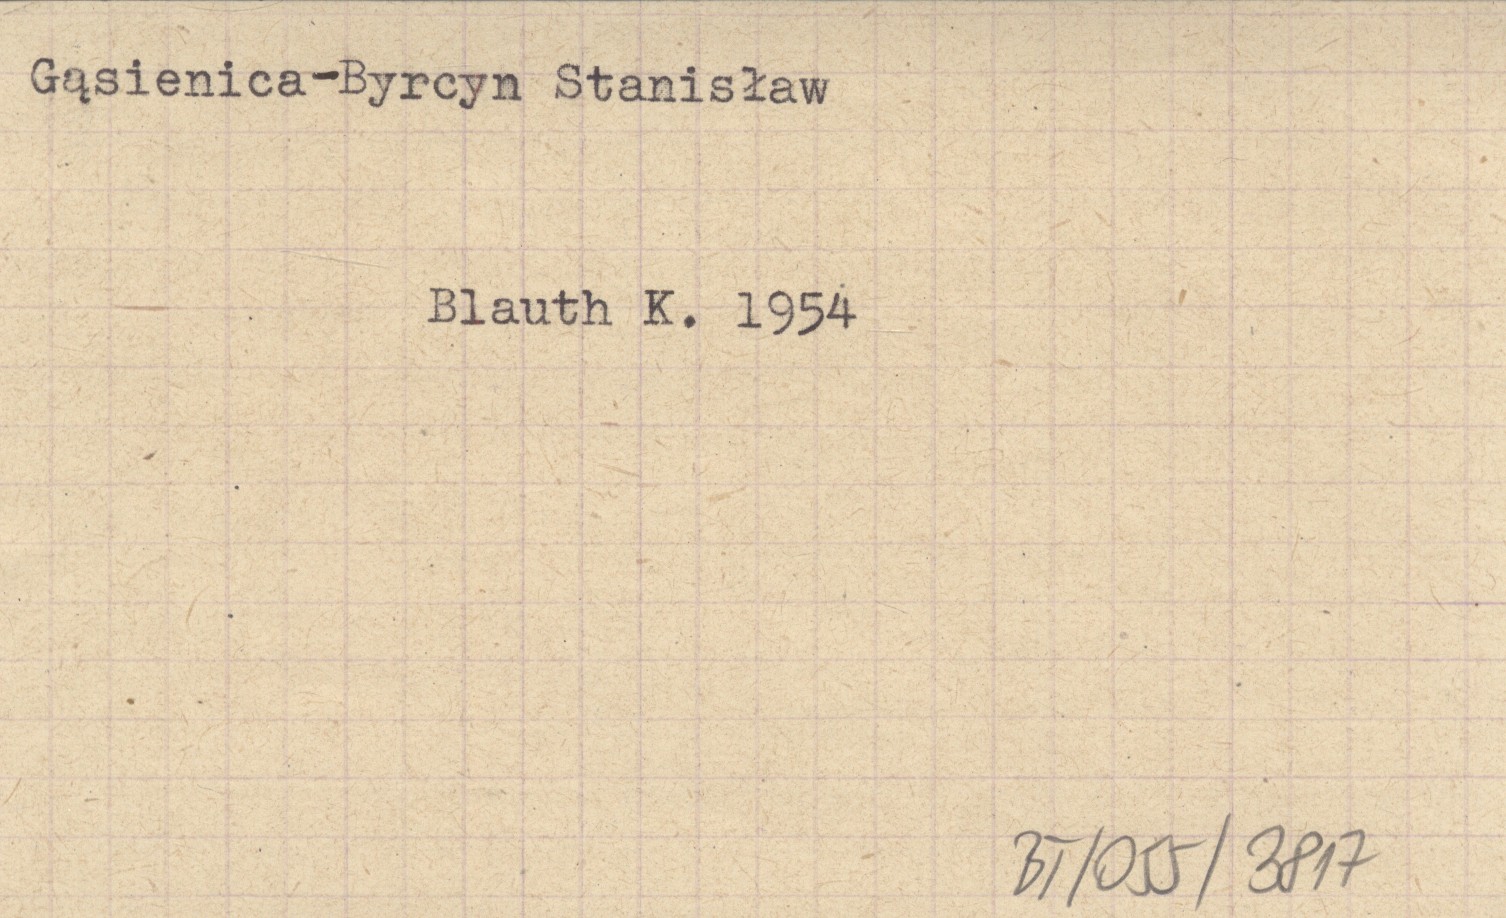 Gąsienica-Byrcyn Stanisław
Blauth K. 1954
BT/055/3817